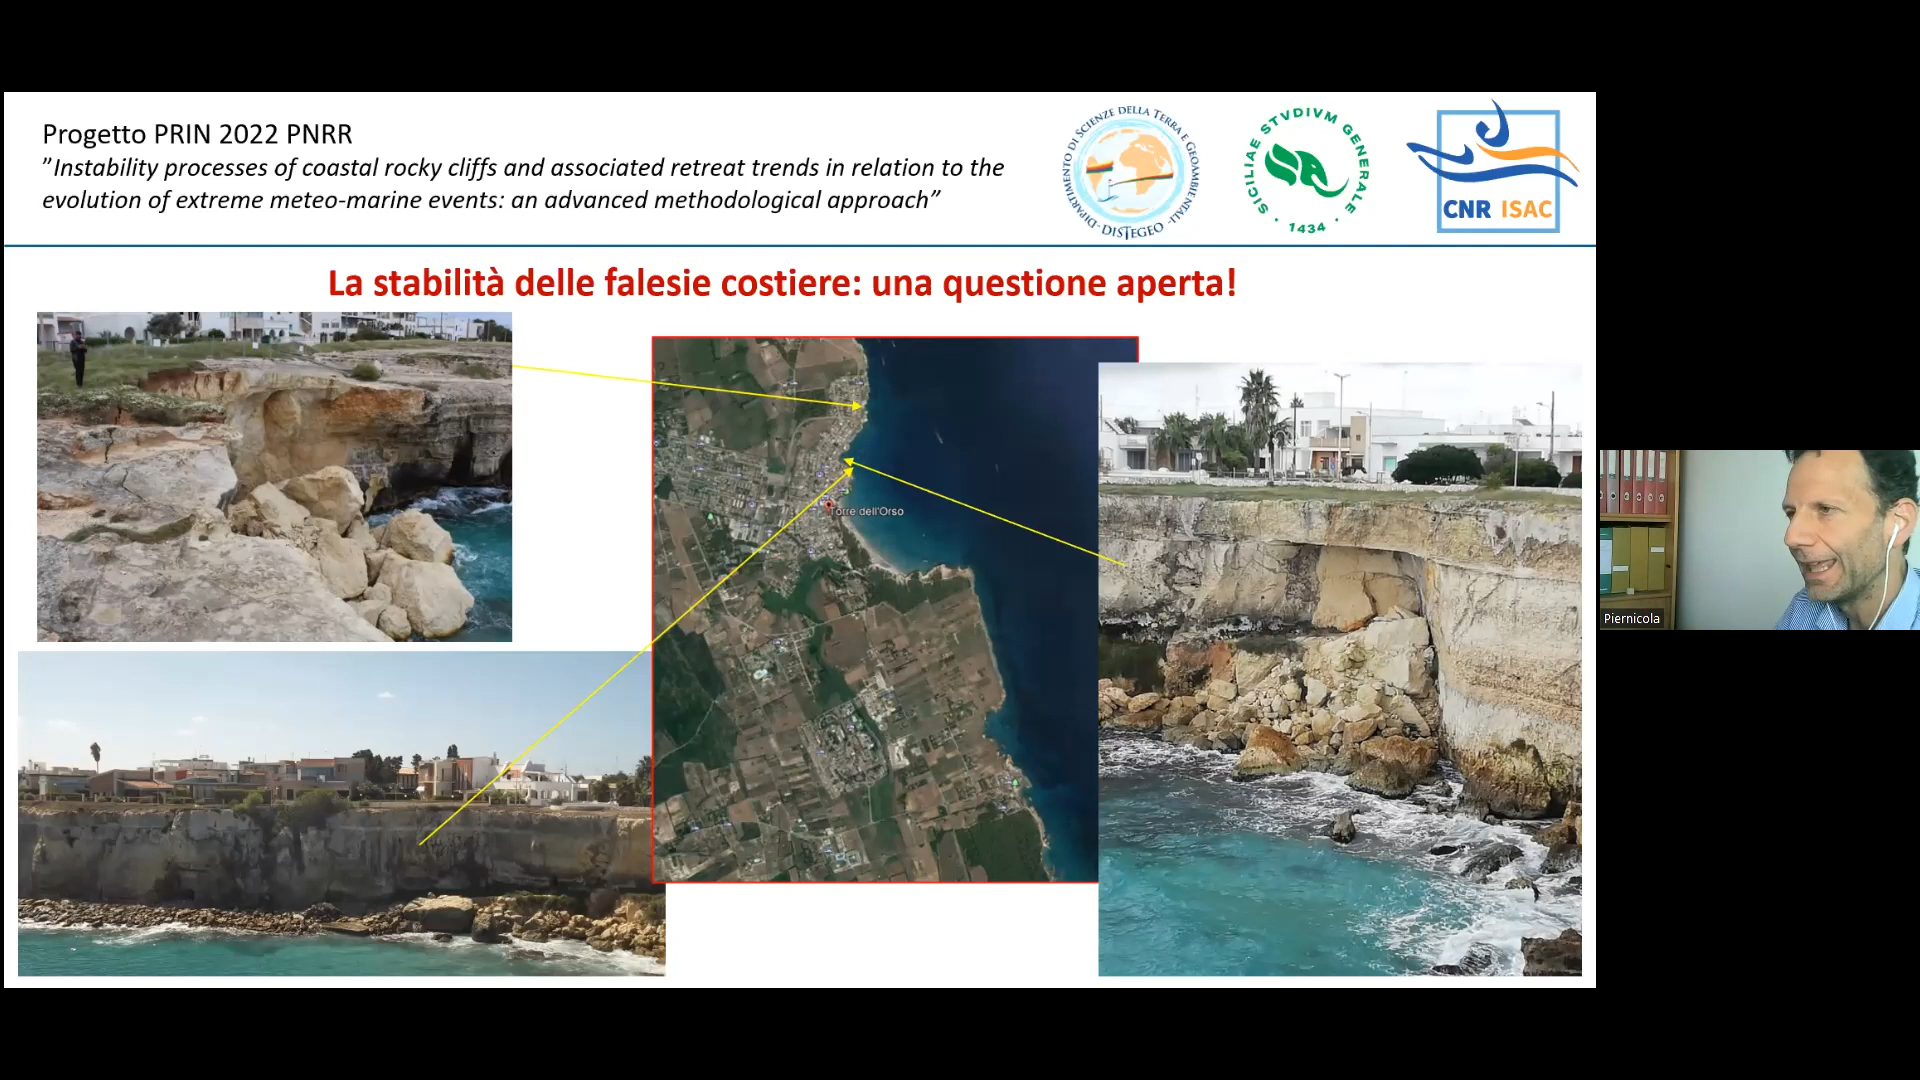 Progetto PRIN 2022 PNRR
”Instability processes of coastal rocky cliffs and associated retreat trends in relation to the
evolution of extreme meteo-marine events: an advanced methodological approach”
DIPARTIMENTO DI SCIENZE DELLA TERRA E GEOAMBIENTALI
-DISTEGEO-
SICILIAE STVDIVM GENERALE
1434
CNR ISAC
La stabilità delle falesie costiere: una questione aperta!
Torre dell'Orso
Piernicola